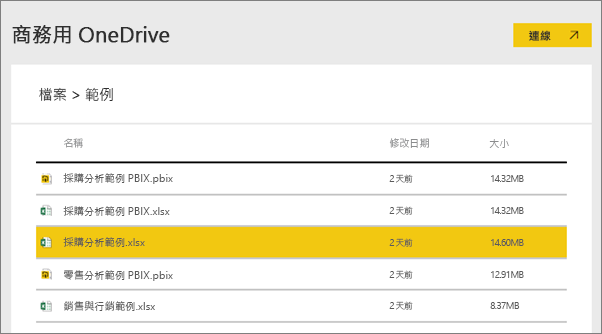 商務用 OneDrive
連線
檔案 > 範例
名稱 修改日期 大小
採購分析範例 PBIX.pbix 2 天前 14.32MB
採購分析範例 PBIX.xlsx 2 天前 14.32MB
採購分析範例.xlsx 2 天前 14.60MB
零售分析範例 PBIX.pbix 2 天前 12.91MB
銷售與行銷範例.xlsx 2 天前 8.37MB